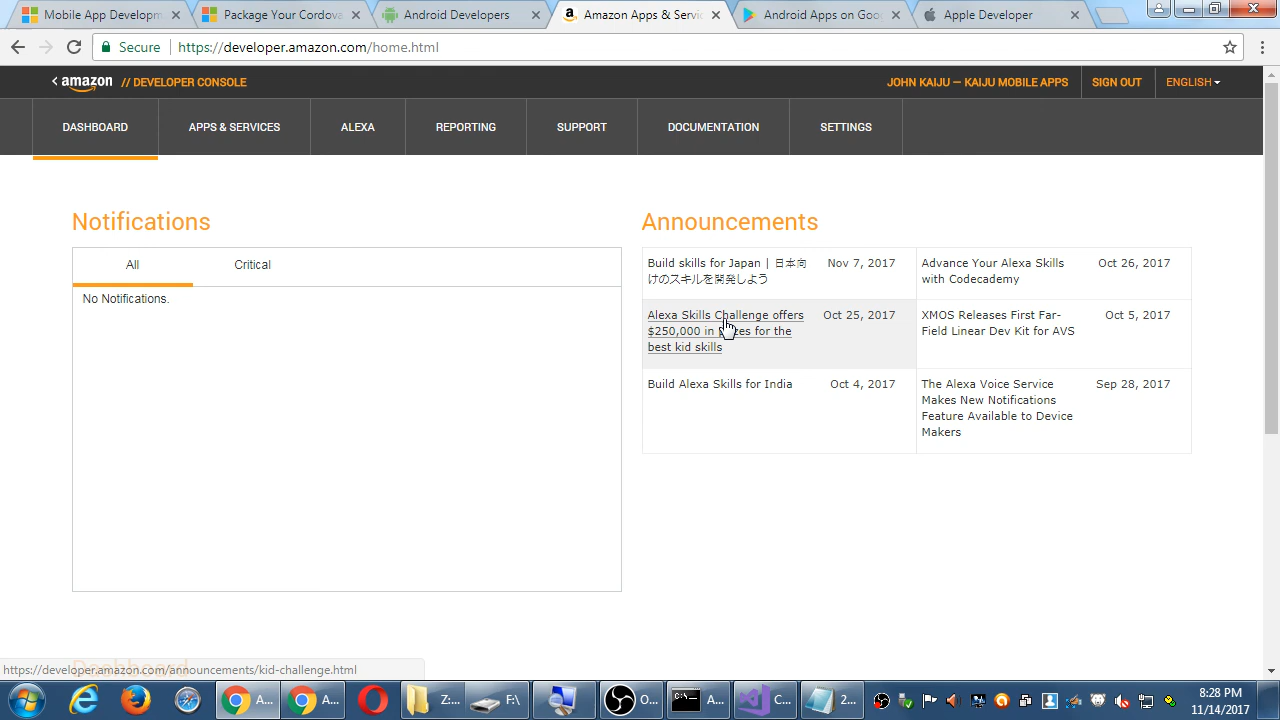 Mobile App Developm
Package Your Cordova
Android Developers
Amazon Apps & Servic
Android Apps on Goog
Apple Developer
Secure
https://developer.amazon.com/home.html
amazon // DEVELOPER CONSOLE
JOHN KAIJU — KAIJU MOBILE APPS
SIGN OUT
ENGLISH
DASHBOARD
APPS & SERVICES
ALEXA
REPORTING
SUPPORT
DOCUMENTATION
SETTINGS
Notifications
All
Critical
No Notifications.
Announcements
Build skills for Japan | 日本向
けのスキルを開発しよう
Nov 7, 2017
Advance Your Alexa Skills
with Codecademy
Oct 26, 2017
Alexa Skills Challenge offers
$250,000 in prizes for the
best kid skills
Oct 25, 2017
XMOS Releases First Far-
Field Linear Dev Kit for AVS
Oct 5, 2017
Build Alexa Skills for India
Oct 4, 2017
The Alexa Voice Service
Makes New Notifications
Feature Available to Device
Makers
Sep 28, 2017
Dashboard
https://developer.amazon.com/announcements/kid-challenge.html
A...
A...
Z:...
F:\
O...
A...
C...
2...
8:28 PM
11/14/2017